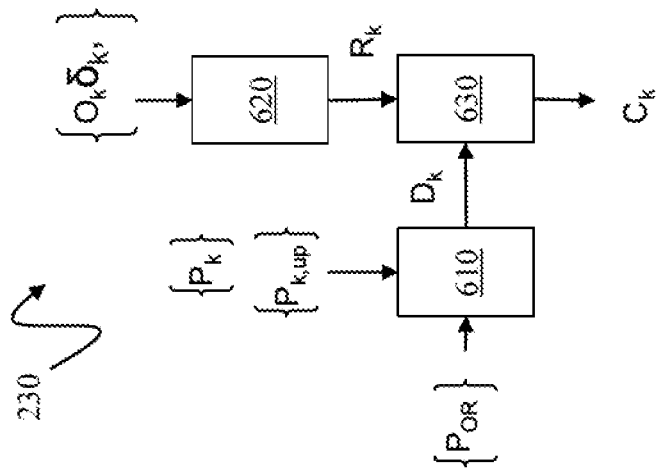 230
{O_k δ_k,}
{P_k}
{P_k,up}
620
R_k
{P_OR}
610
D_k
630
C_k